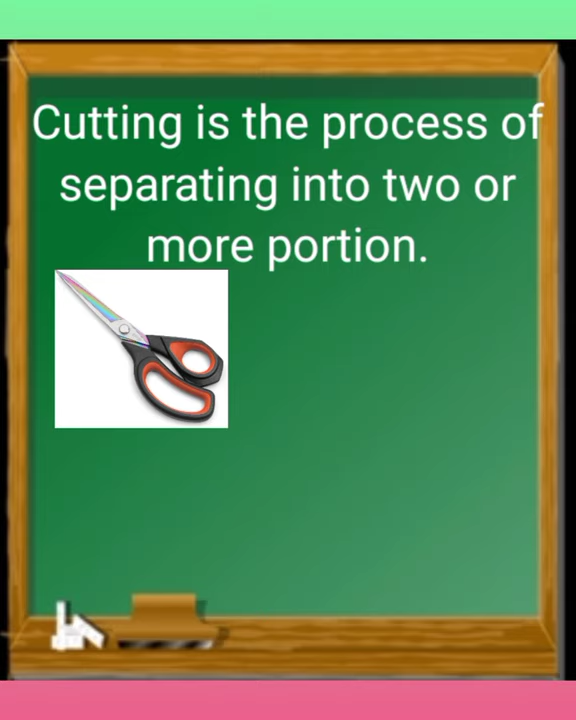 Cutting is the process of
separating into two or
more portion.